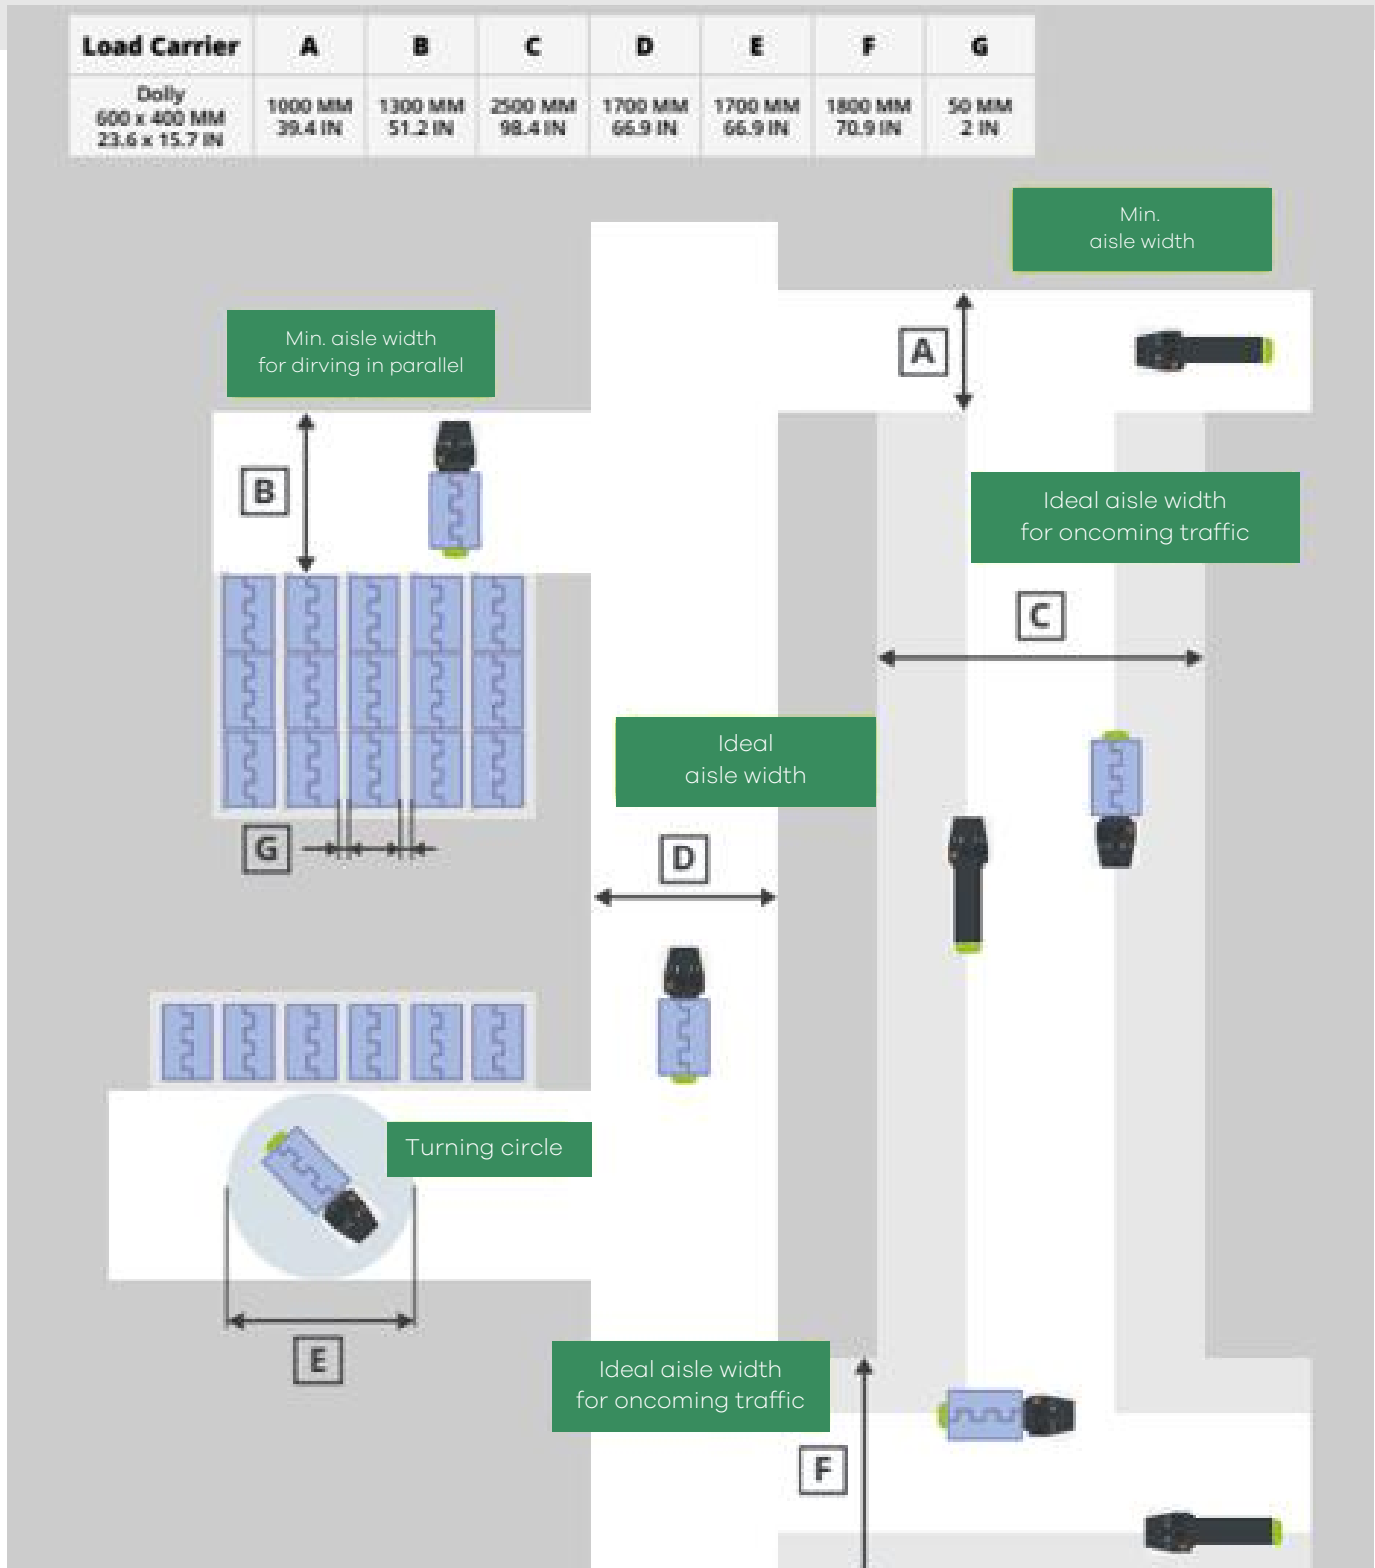 Load Carrier A B C D E F G
Dolly
600 x 400 MM
23.6 x 15.7 IN
1000 MM
39.4 IN
1300 MM
51.2 IN
2500 MM
98.4 IN
1700 MM
66.9 IN
1700 MM
66.9 IN
1800 MM
70.9 IN
50 MM
2 IN
Min.
aisle width
Min. aisle width
for dirving in parallel
A
B
Ideal aisle width
for oncoming traffic
C
Ideal
aisle width
G
D
Turning circle
E
Ideal aisle width
for oncoming traffic
F